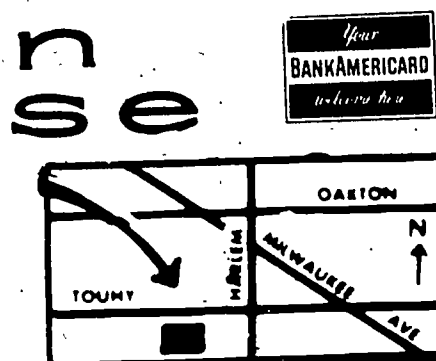 n
se
Your
BANKAMERICARD
welcome here
OAKTON
N
HARLEM
MILWAUKEE
AVE
TOUHY